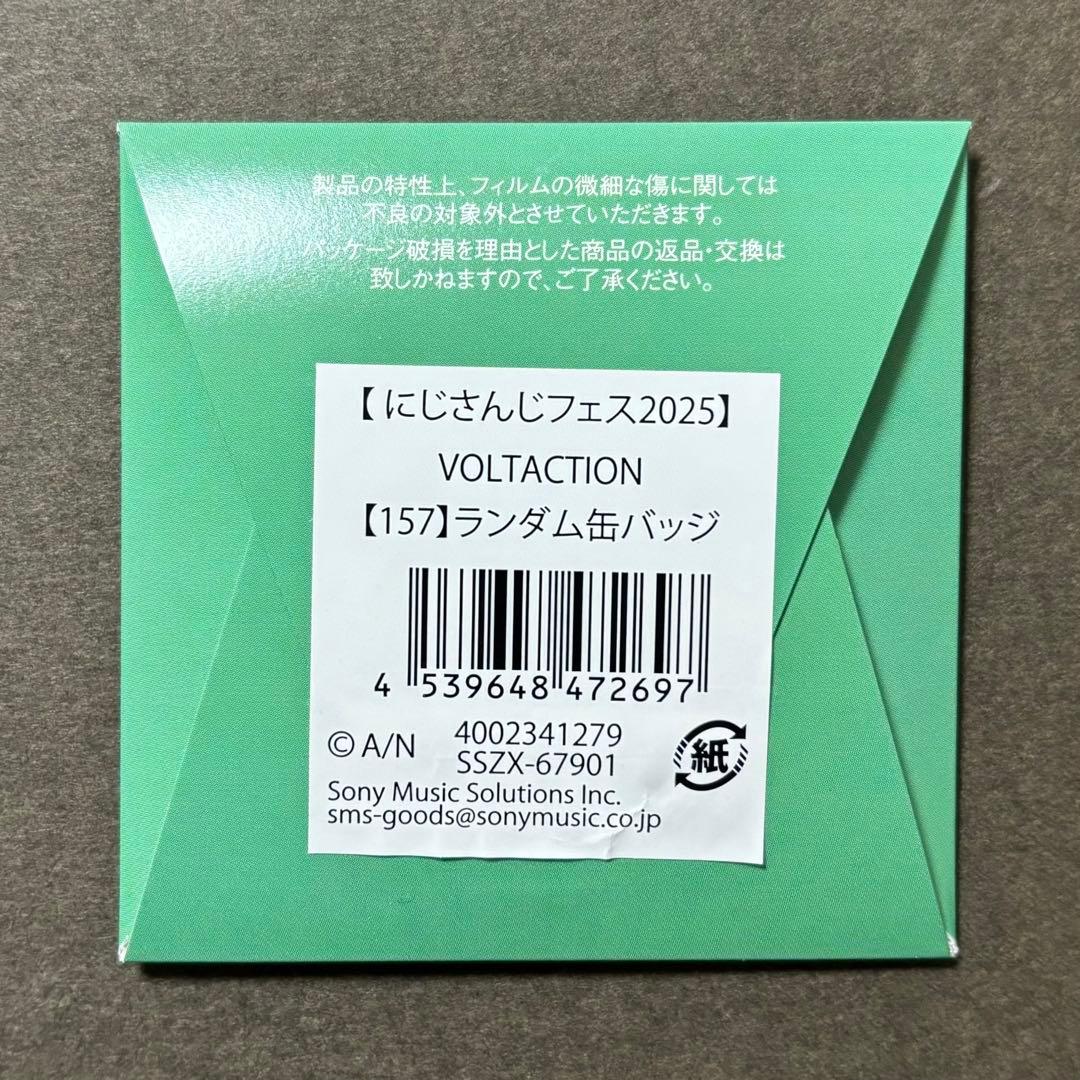 製品の特性上、フィルムの微細な傷に関しては
不良の対象外とさせていただきます。
パッケージ破損を理由とした商品の返品・交換は
致しかねますので、ご了承ください。
【にじさんじフェス2025】
VOLTACTION
【157】ランダム缶バッジ
4 539648 472697
© A/N
4002341279
SSZX-67901
紙
Sony Music Solutions Inc.
sms-goods@sonymusic.co.jp